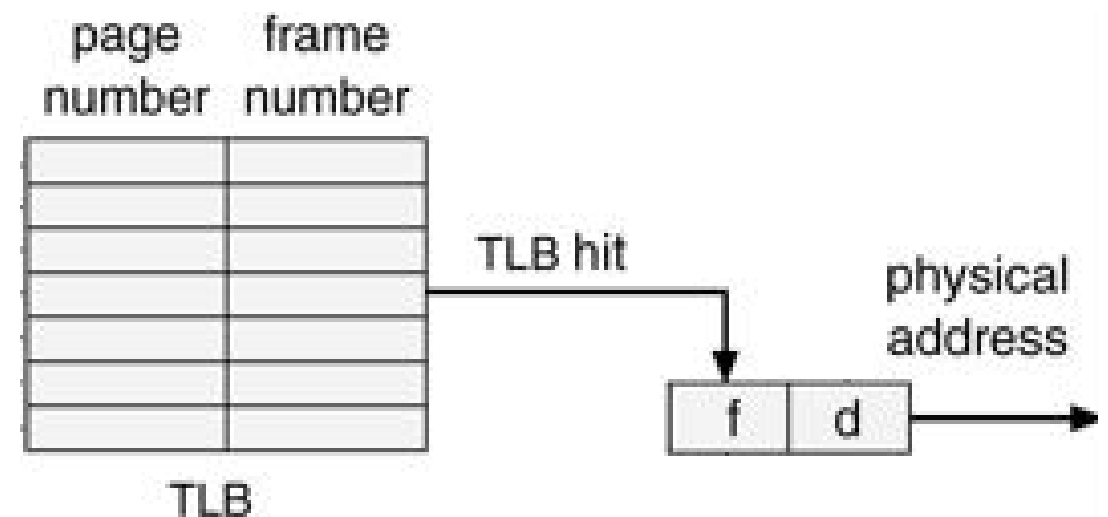 page frame
number number
TLB hit
physical
address
f d
TLB